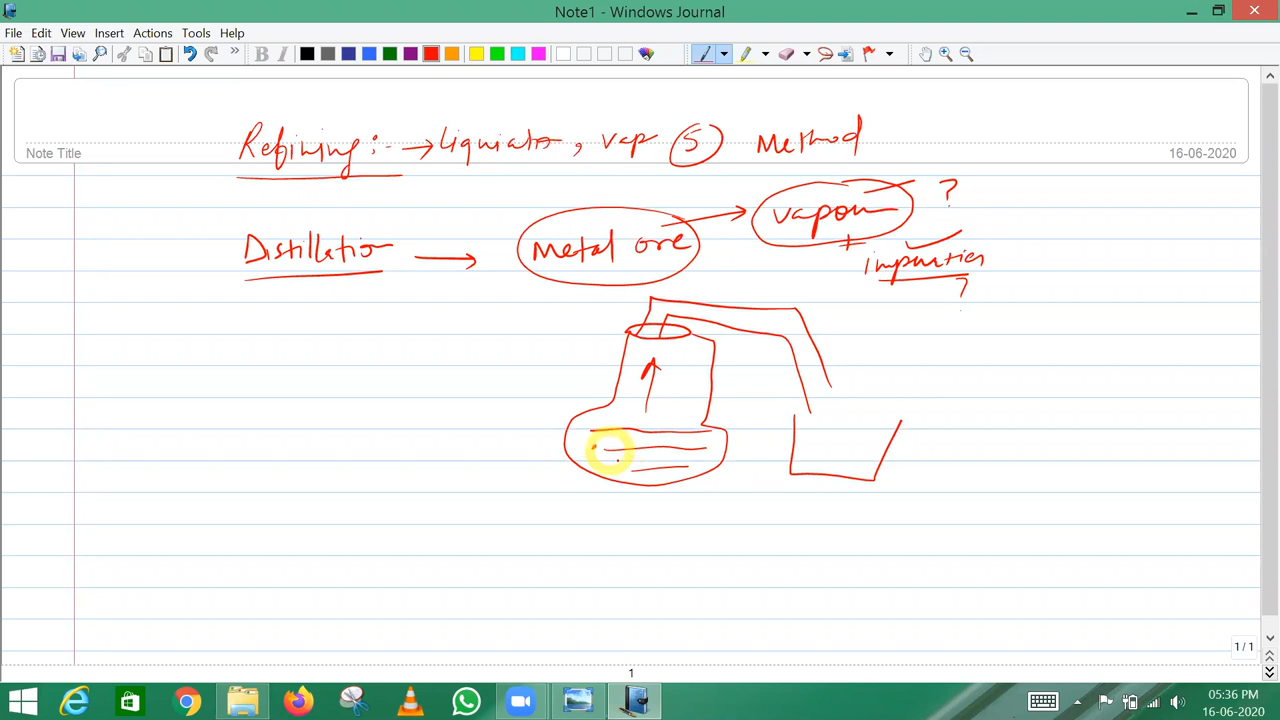 Note1 - Windows Journal
File Edit View Insert Actions Tools Help
B I
Refining :- → Liquiatn, vap 5 Method
Note Title
16-06-2020
Distillation → Metal ore → vapour ?
+
impurities
?
1 / 1
1
05:36 PM
16-06-2020